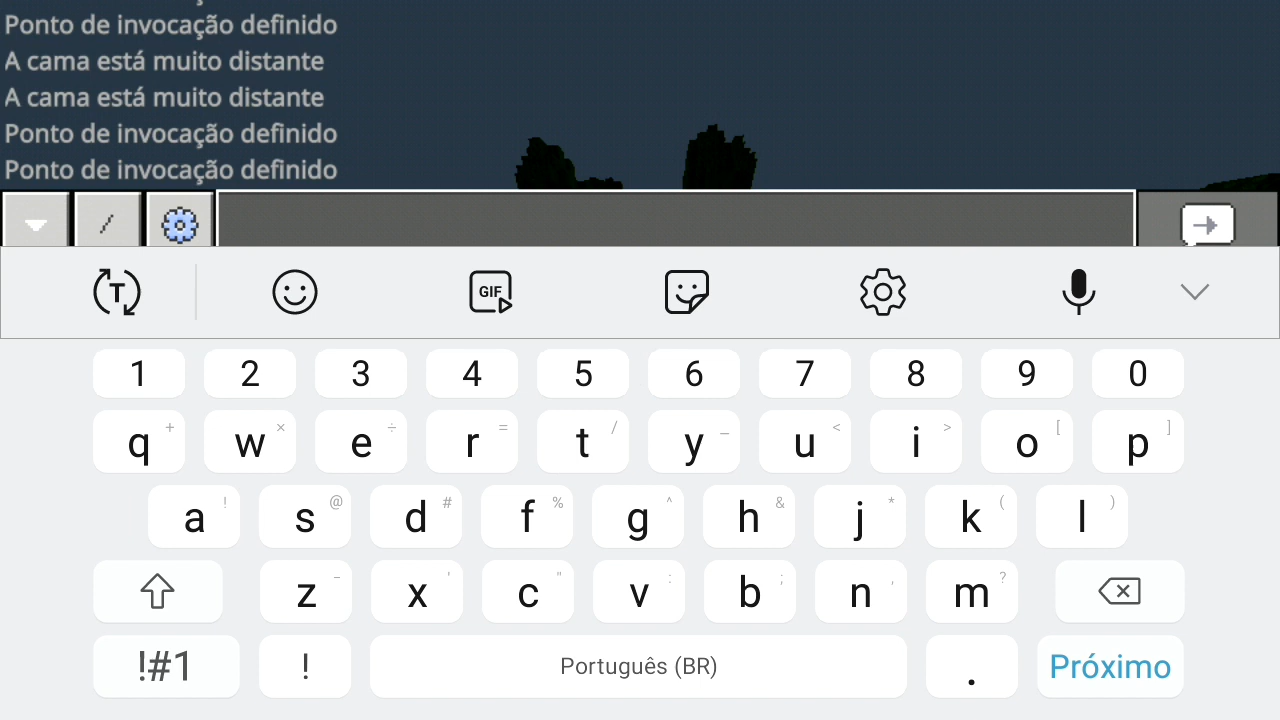 Ponto de invocação definido
A cama está muito distante
A cama está muito distante
Ponto de invocação definido
Ponto de invocação definido
/
T
GIF
1 2 3 4 5 6 7 8 9 0
q + w × e ÷ r = t / y _ u < i > o [ p ]
a ! s @ d # f % g ^ h & j * k ( l )
z - x ' c " v : b ; n , m ?
!#1 ! Português (BR) . Próximo